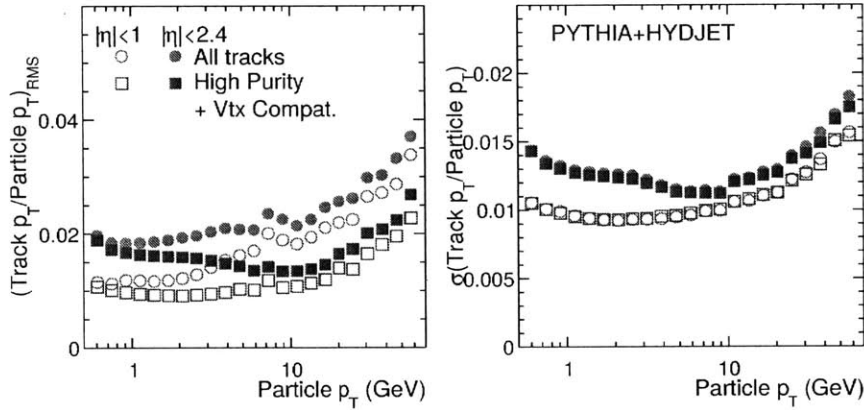 |η|<1 |η|<2.4
All tracks
High Purity
+ Vtx Compat.
(Track p_T/Particle p_T)_RMS
0.04
0.02
0
1
10
Particle p_T (GeV)
PYTHIA+HYDJET
σ(Track p_T/Particle p_T)
0.02
0.015
0.01
0.005
0
1
10
Particle p_T (GeV)